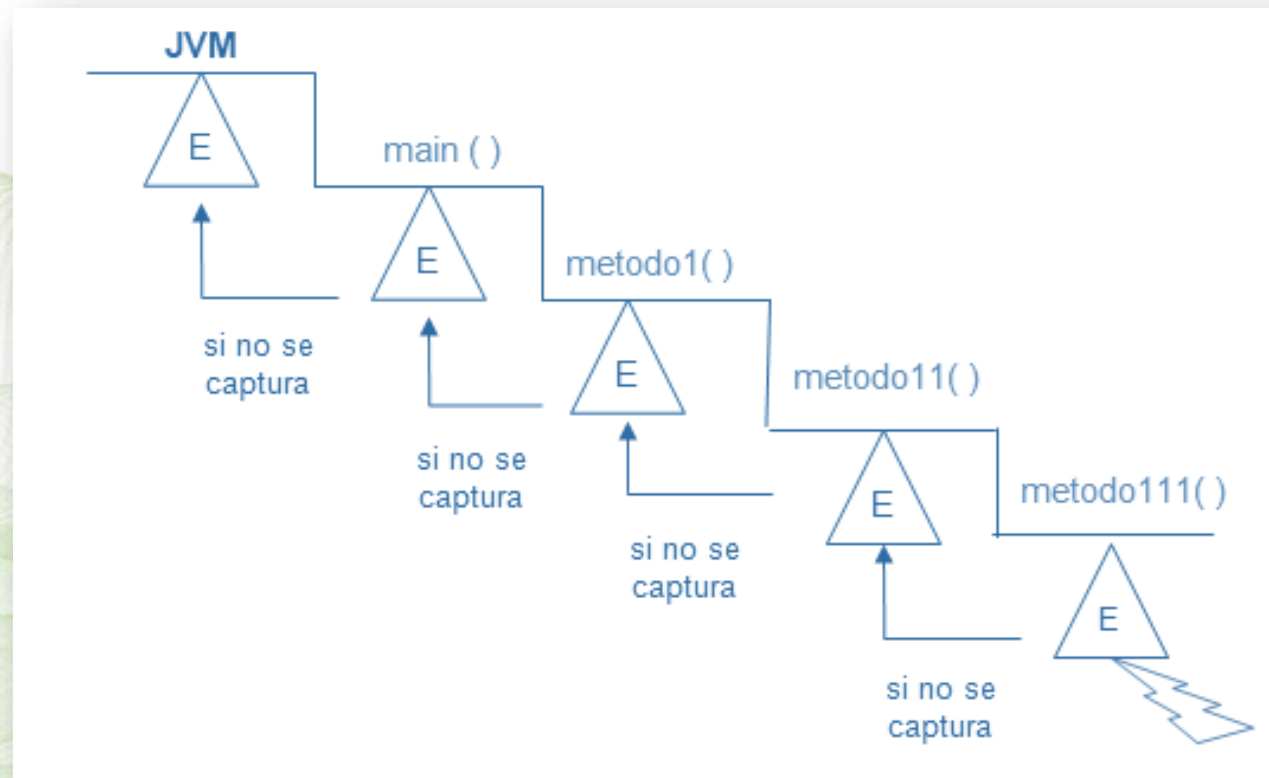 JVM
E
main ( )
E
si no se
captura
metodo1( )
E
si no se
captura
metodo11( )
E
si no se
captura
metodo111( )
E
si no se
captura